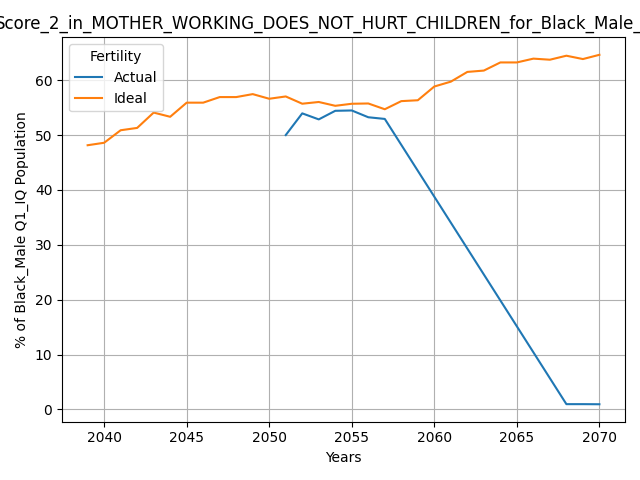 Score_2_in_MOTHER_WORKING_DOES_NOT_HURT_CHILDREN_for_Black_Male_
Fertility
Actual
Ideal
60
50
40
30
20
10
0
% of Black_Male Q1_IQ Population
2040 2045 2050 2055 2060 2065 2070
Years